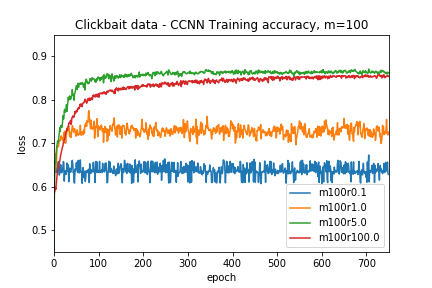 Clickbait data - CCNN Training accuracy, m=100
0.9
0.8
0.7
0.6
0.5
loss
0
100
200
300
400
500
600
700
epoch
m100r0.1
m100r1.0
m100r5.0
m100r100.0